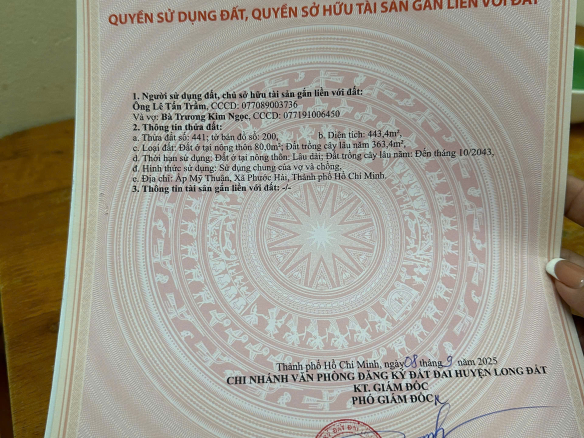 QUYỀN SỬ DỤNG ĐẤT, QUYỀN SỞ HỮU TÀI SẢN GẮN LIỀN VỚI ĐẤT
1. Người sử dụng đất, chủ sở hữu tài sản gắn liền với đất:
Ông Lê Tấn Trầm, CCCD: 077089003736
Và vợ: Bà Trương Kim Ngọc, CCCD: 077191006450
2. Thông tin thửa đất:
a. Thửa đất số: 441; tờ bản đồ số: 200, b. Diện tích: 443,4m²,
c. Loại đất: Đất ở tại nông thôn 80,0m²; Đất trồng cây lâu năm 363,4m²,
d. Thời hạn sử dụng: Đất ở tại nông thôn: Lâu dài; Đất trồng cây lâu năm: Đến tháng 10/2043,
đ. Hình thức sử dụng: Sử dụng chung của vợ và chồng,
e. Địa chỉ: Ấp Mỹ Thuận, Xã Phước Hải, Thành phố Hồ Chí Minh.
3. Thông tin tài sản gắn liền với đất: -/-
Thành phố Hồ Chí Minh, ngày 08 tháng 9 năm 2025
CHI NHÁNH VĂN PHÒNG ĐĂNG KÝ ĐẤT ĐAI HUYỆN LONG ĐẤT
KT. GIÁM ĐỐC
PHÓ GIÁM ĐỐC